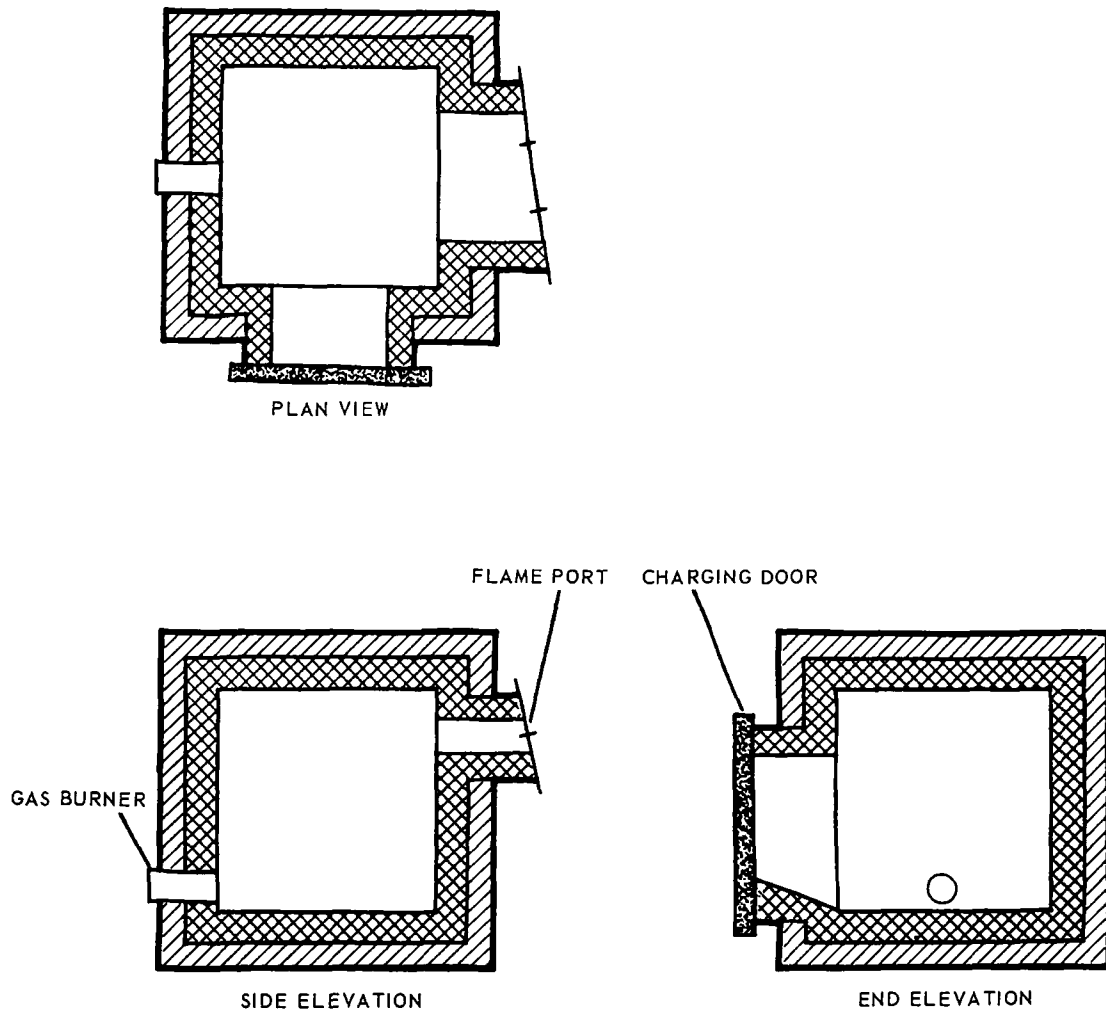 PLAN VIEW
FLAME PORT
CHARGING DOOR
GAS BURNER
SIDE ELEVATION
END ELEVATION